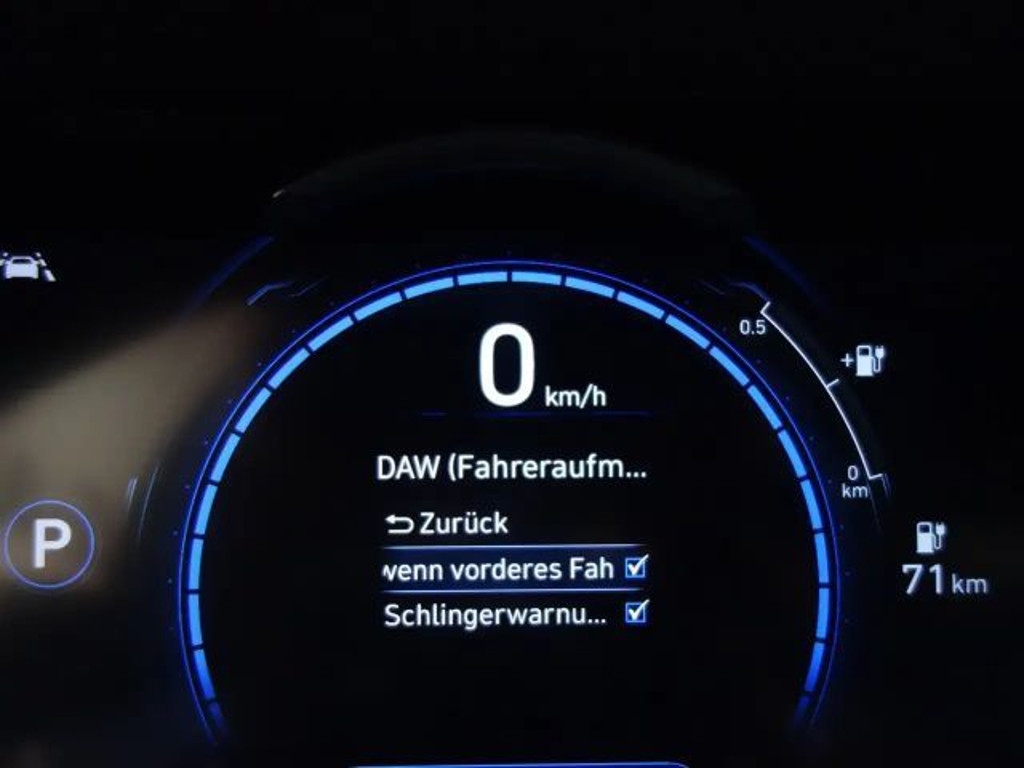 0 km/h
0.5
+
DAW (Fahreraufm...
0
km
Zurück
P
wenn vorderes Fah
71 km
Schlingerwarnu...